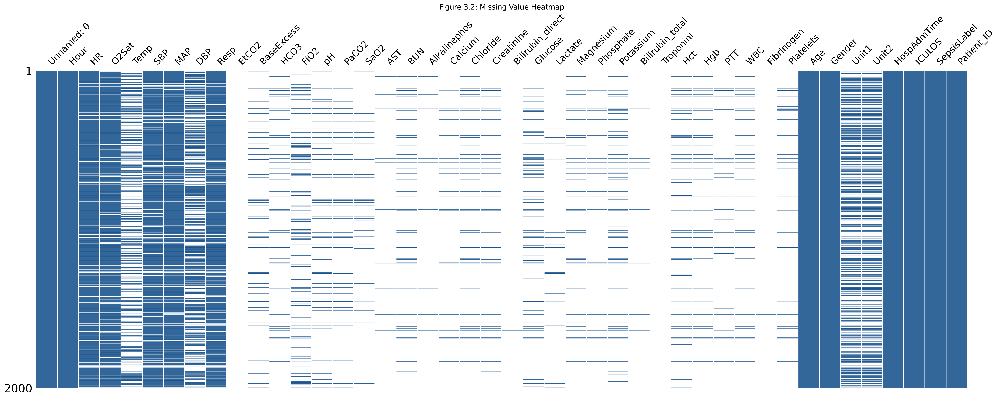 Figure 3.2: Missing Value Heatmap
Unnamed: 0
Hour
HR
O2Sat
Temp
SBP
MAP
DBP
Resp
EtCO2
BaseExcess
HCO3
FiO2
pH
PaCO2
SaO2
AST
BUN
Alkalinephos
Calcium
Chloride
Creatinine
Bilirubin_direct
Glucose
Lactate
Magnesium
Phosphate
Potassium
Bilirubin_total
TroponinI
Hct
Hgb
PTT
WBC
Fibrinogen
Platelets
Age
Gender
Unit1
Unit2
HospAdmTime
ICULOS
SepsisLabel
Patient_ID
1
2000